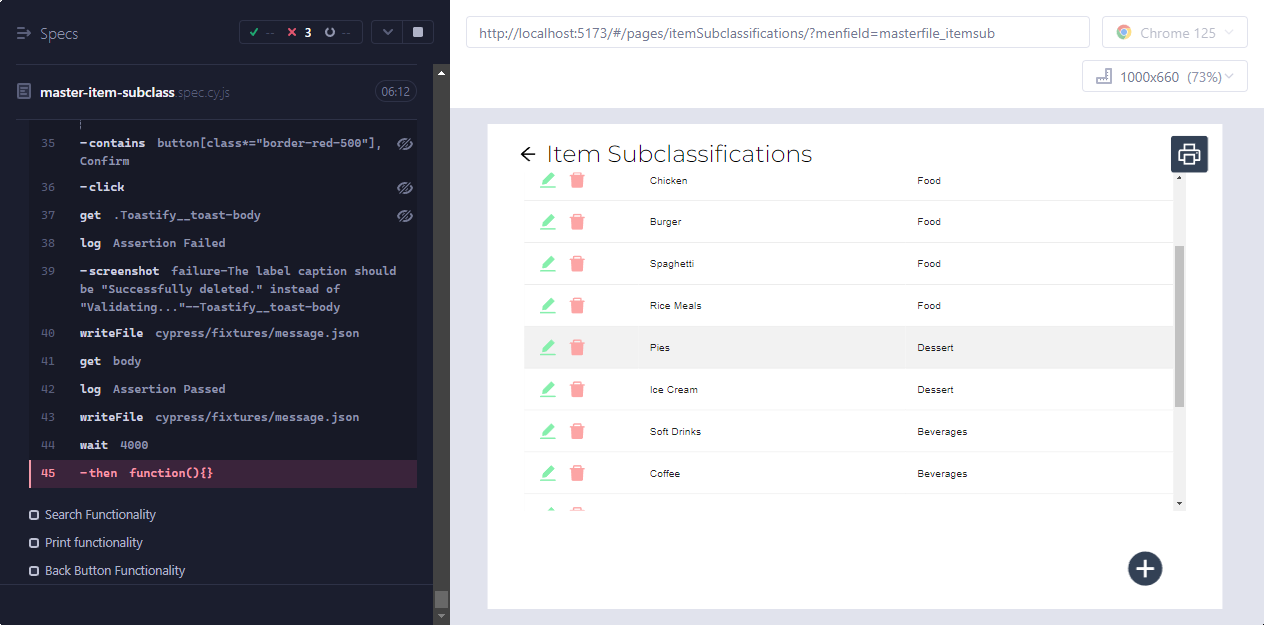 Specs
-- 3 --
master-item-subclass.spec.cy.js
06:12
35 -contains button[class*="border-red-500"],
Confirm
36 -click
37 get .Toastify__toast-body
38 log Assertion Failed
39 -screenshot failure-The label caption should
be "Successfully deleted." instead of
"Validating..."--Toastify__toast-body
40 writeFile cypress/fixtures/message.json
41 get body
42 log Assertion Passed
43 writeFile cypress/fixtures/message.json
44 wait 4000
45 -then function(){}
Search Functionality
Print functionality
Back Button Functionality
http://localhost:5173/#/pages/itemSubclassifications/?menfield=masterfile_itemsub
Chrome 125
1000x660 (73%)
Item Subclassifications
Chicken Food
Burger Food
Spaghetti Food
Rice Meals Food
Pies Dessert
Ice Cream Dessert
Soft Drinks Beverages
Coffee Beverages